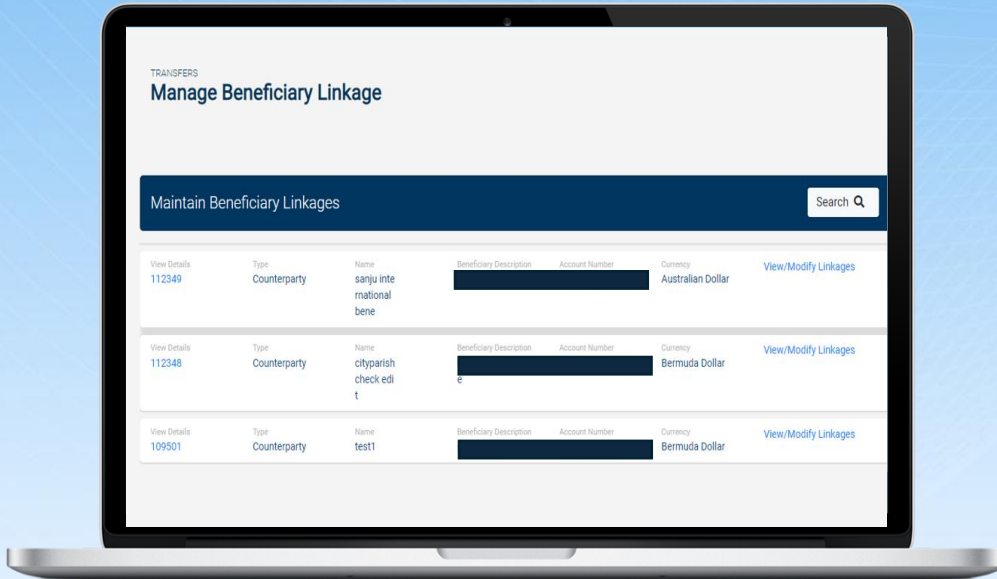 TRANSFERS
Manage Beneficiary Linkage
Maintain Beneficiary Linkages
Search
View Details Type Name Beneficiary Description Account Number Currency View/Modify Linkages
112349 Counterparty sanju inte Australian Dollar
rnational
bene
View Details Type Name Beneficiary Description Account Number Currency View/Modify Linkages
112348 Counterparty cityparish Bermuda Dollar
check edi e
t
View Details Type Name Beneficiary Description Account Number Currency View/Modify Linkages
109501 Counterparty test1 Bermuda Dollar